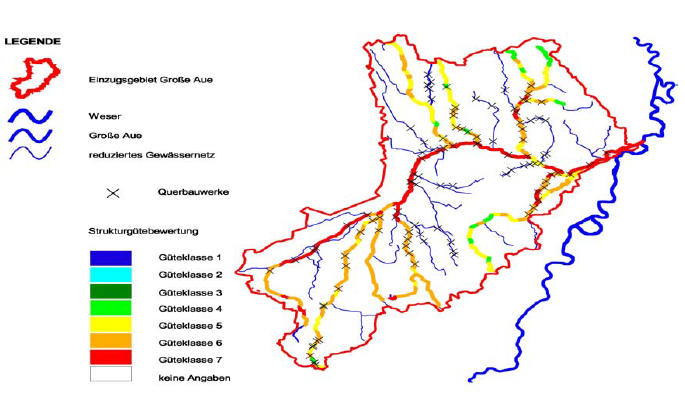 LEGENDE
Einzugsgebiet Große Aue
Weser
Große Aue
reduziertes Gewässernetz
Querbauwerke
Strukturgütebewertung
Güteklasse 1
Güteklasse 2
Güteklasse 3
Güteklasse 4
Güteklasse 5
Güteklasse 6
Güteklasse 7
keine Angaben